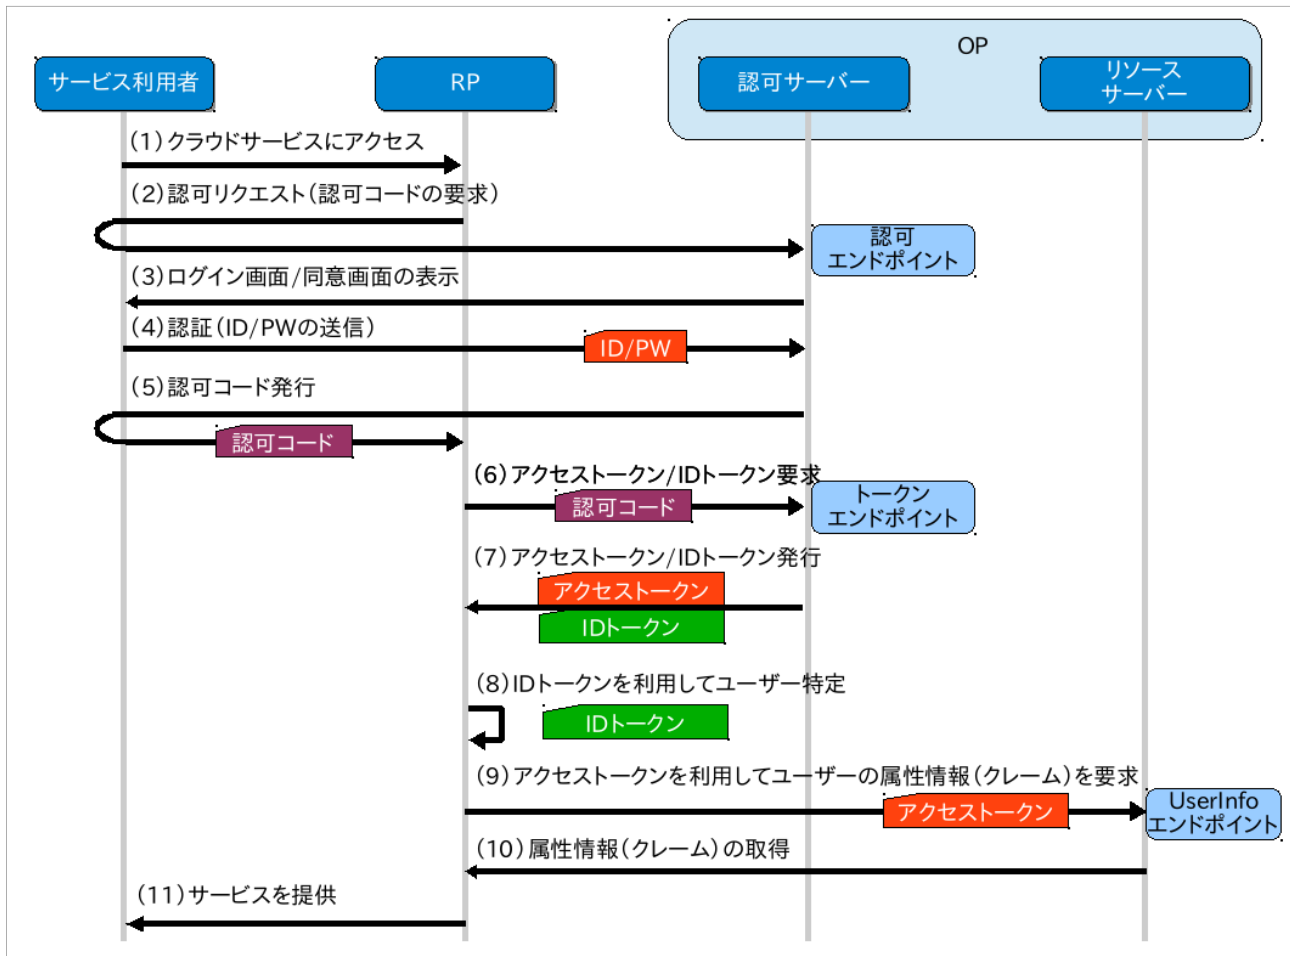 OP
サービス利用者
RP
認可サーバー
リソース
サーバー
(1)クラウドサービスにアクセス
(2)認可リクエスト(認可コードの要求)
認可
エンドポイント
(3)ログイン画面/同意画面の表示
(4)認証(ID/PWの送信)
ID/PW
(5)認可コード発行
認可コード
(6)アクセストークン/IDトークン要求
認可コード
トークン
エンドポイント
(7)アクセストークン/IDトークン発行
アクセストークン
IDトークン
(8)IDトークンを利用してユーザー特定
IDトークン
(9)アクセストークンを利用してユーザーの属性情報(クレーム)を要求
アクセストークン
UserInfo
エンドポイント
(10)属性情報(クレーム)の取得
(11)サービスを提供